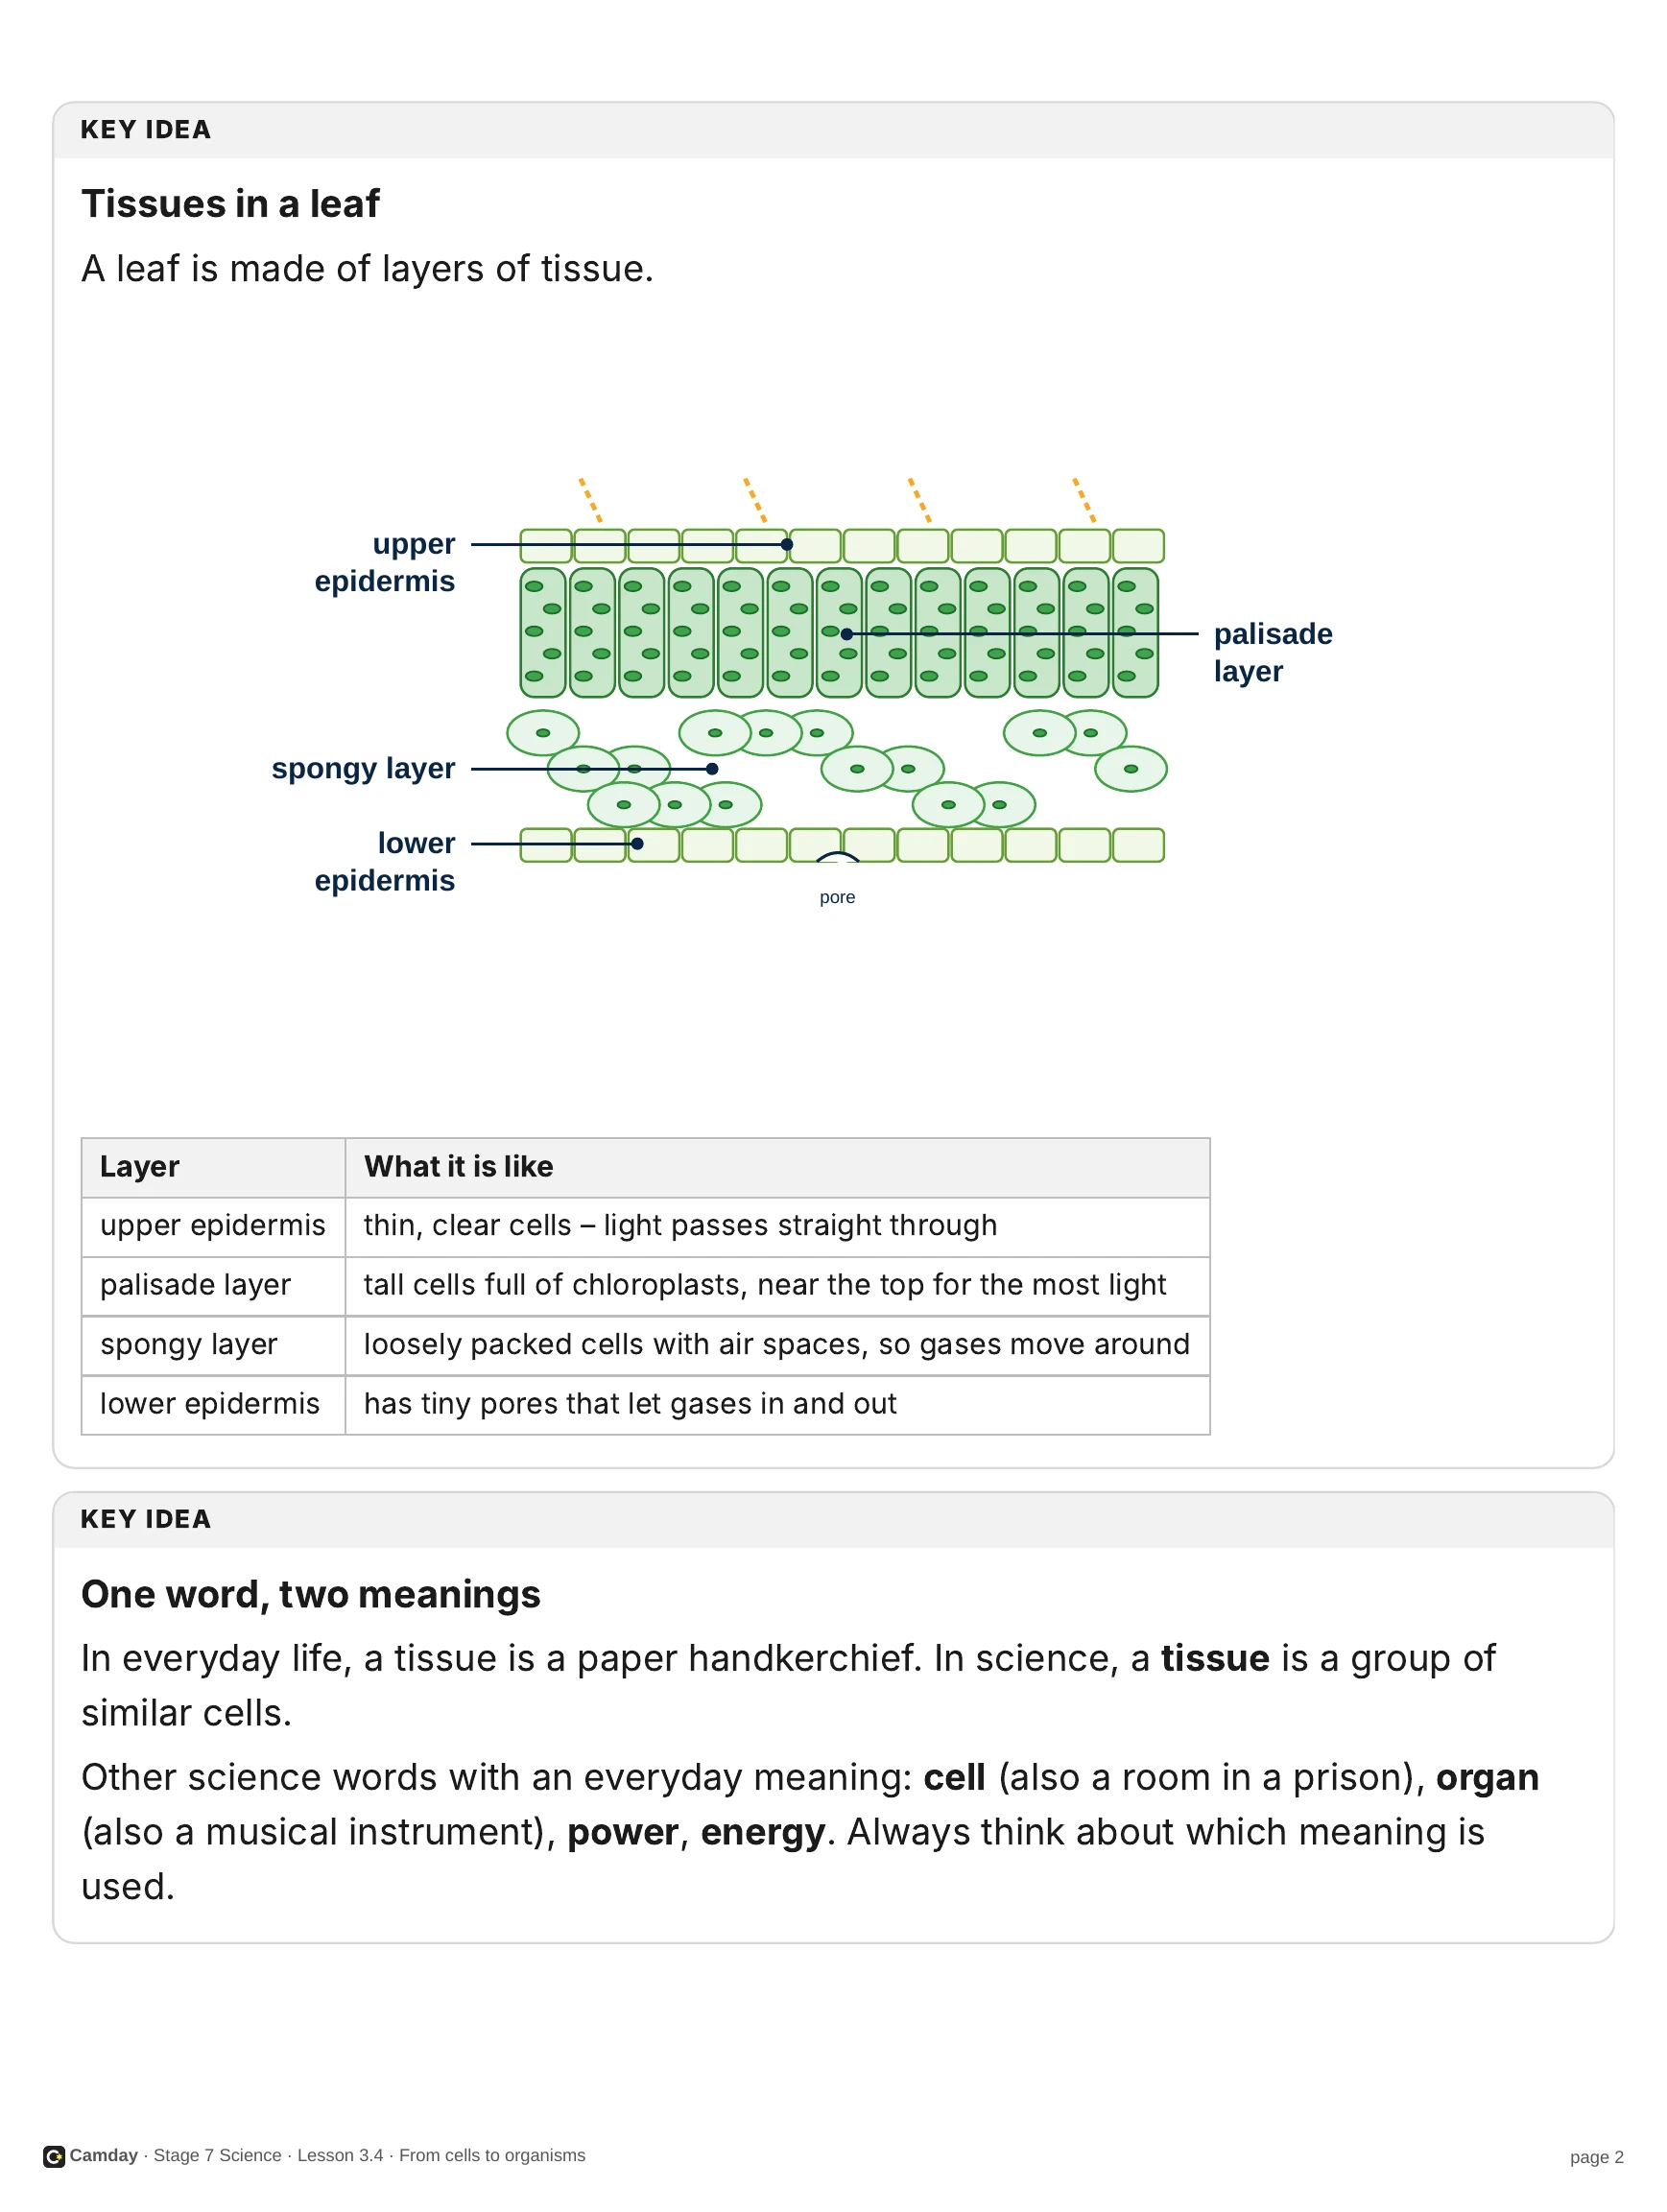 KEY IDEA
Tissues in a leaf
A leaf is made of layers of tissue.
upper
epidermis
palisade
layer
spongy layer
lower
epidermis
pore
Layer What it is like
upper epidermis thin, clear cells – light passes straight through
palisade layer tall cells full of chloroplasts, near the top for the most light
spongy layer loosely packed cells with air spaces, so gases move around
lower epidermis has tiny pores that let gases in and out
KEY IDEA
One word, two meanings
In everyday life, a tissue is a paper handkerchief. In science, a tissue is a group of
similar cells.
Other science words with an everyday meaning: cell (also a room in a prison), organ
(also a musical instrument), power, energy. Always think about which meaning is
used.
Camday · Stage 7 Science · Lesson 3.4 · From cells to organisms page 2